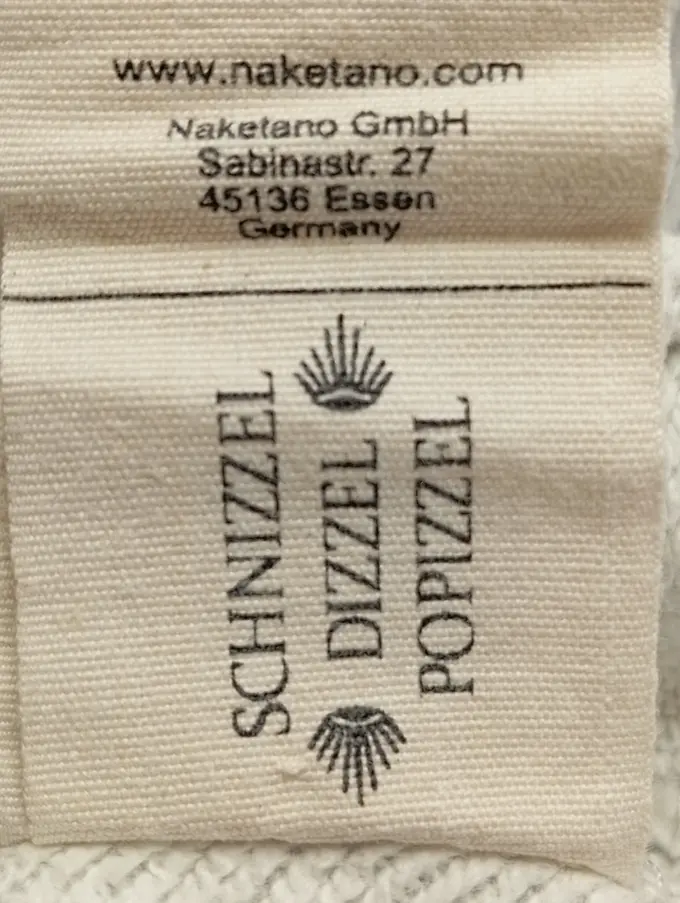 www.naketano.com
Naketano GmbH
Sabinastr. 27
45136 Essen
Germany
SCHNIZZEL
DIZZEL
POPIZZEL